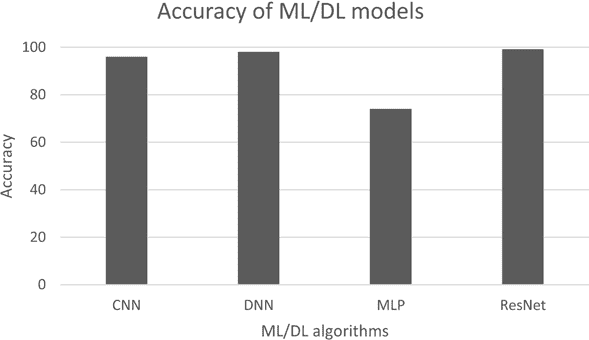 Accuracy of ML/DL models
100
80
60
40
20
0
Accuracy
CNN DNN MLP ResNet
ML/DL algorithms